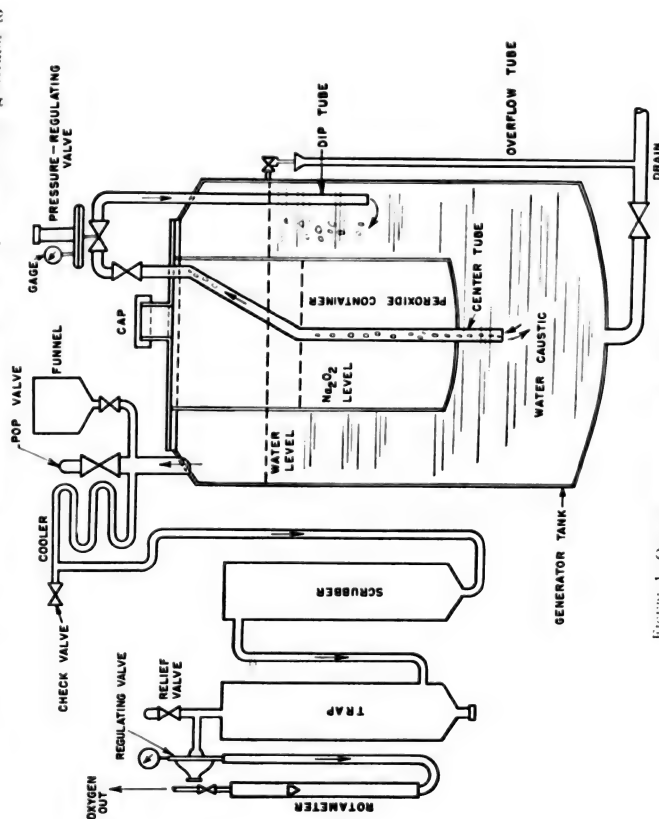 PRESSURE-REGULATING
VALVE
GAGE
CAP
FUNNEL
POP VALVE
COOLER
CHECK VALVE
RELIEF
VALVE
REGULATING VALVE
OXYGEN
OUT
DIP TUBE
OVERFLOW TUBE
DRAIN
PEROXIDE CONTAINER
CENTER TUBE
Na2O2
LEVEL
WATER
LEVEL
WATER CAUSTIC
GENERATOR TANK
SCRUBBER
TRAP
ROTAMETER